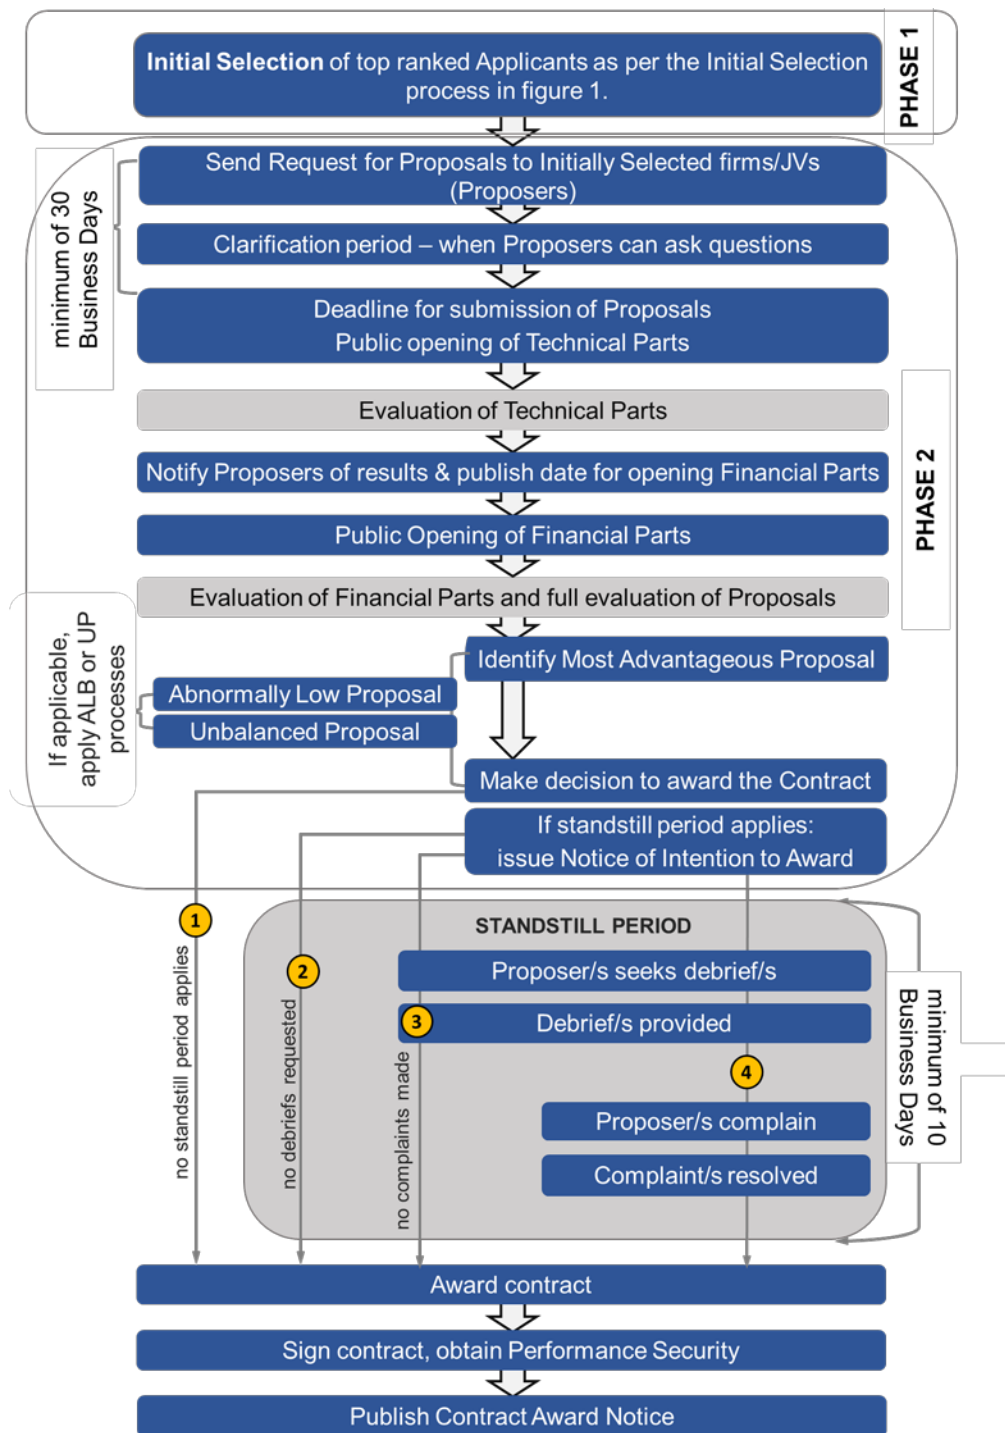 PHASE 1
Initial Selection of top ranked Applicants as per the Initial Selection
process in figure 1.
minimum of 30
Business Days
Send Request for Proposals to Initially Selected firms/JVs
(Proposers)
Clarification period – when Proposers can ask questions
Deadline for submission of Proposals
Public opening of Technical Parts
PHASE 2
Evaluation of Technical Parts
Notify Proposers of results & publish date for opening Financial Parts
Public Opening of Financial Parts
Evaluation of Financial Parts and full evaluation of Proposals
If applicable,
apply ALB or UP
processes
Identify Most Advantageous Proposal
Abnormally Low Proposal
Unbalanced Proposal
Make decision to award the Contract
If standstill period applies:
issue Notice of Intention to Award
1
no standstill period applies
2
no debriefs requested
STANDSTILL PERIOD
Proposer/s seeks debrief/s
3
Debrief/s provided
no complaints made
4
Proposer/s complain
Complaint/s resolved
minimum of 10
Business Days
Award contract
Sign contract, obtain Performance Security
Publish Contract Award Notice